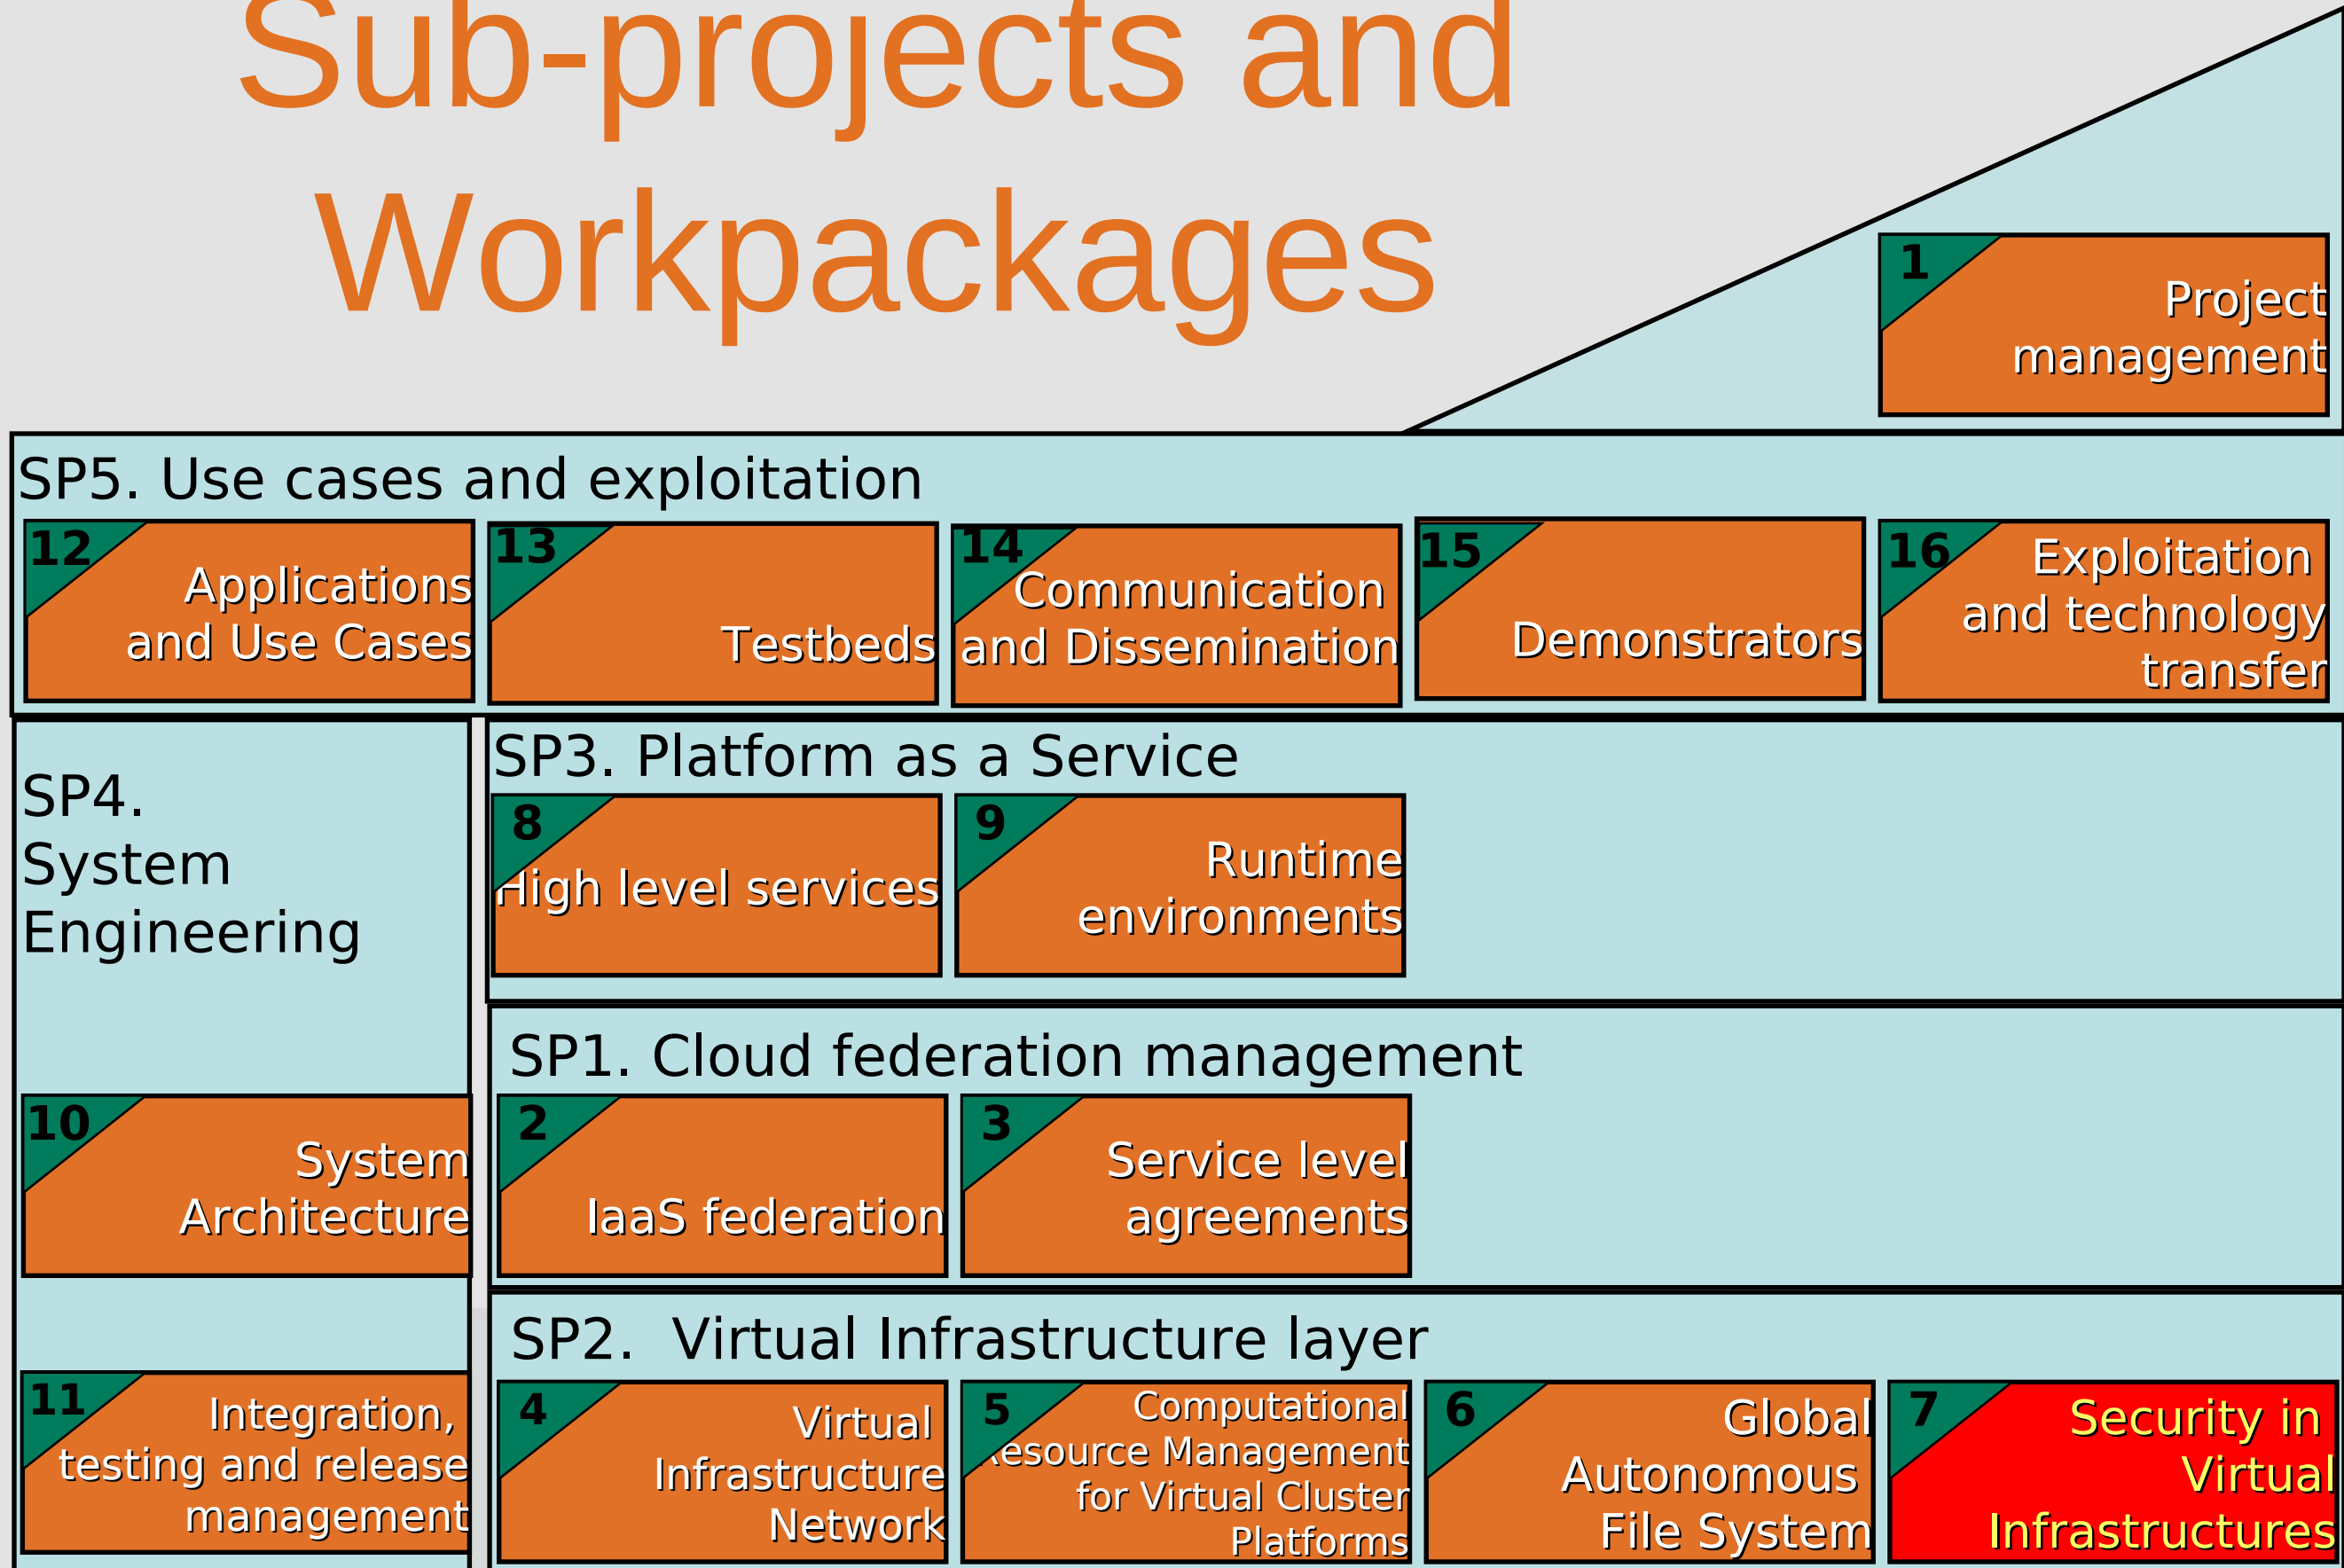 Sub-projects and
Workpackages
1
Project
management
SP5. Use cases and exploitation
12
Applications
and Use Cases
13
Testbeds
14
Communication
and Dissemination
15
Demonstrators
16
Exploitation
and technology
transfer
SP4.
System
Engineering
10
System
Architecture
11
Integration,
testing and release
management
SP3. Platform as a Service
8
High level services
9
Runtime
environments
SP1. Cloud federation management
2
IaaS federation
3
Service level
agreements
SP2. Virtual Infrastructure layer
4
Virtual
Infrastructure
Network
5
Computational
Resource Management
for Virtual Cluster
Platforms
6
Global
Autonomous
File System
7
Security in
Virtual
Infrastructures